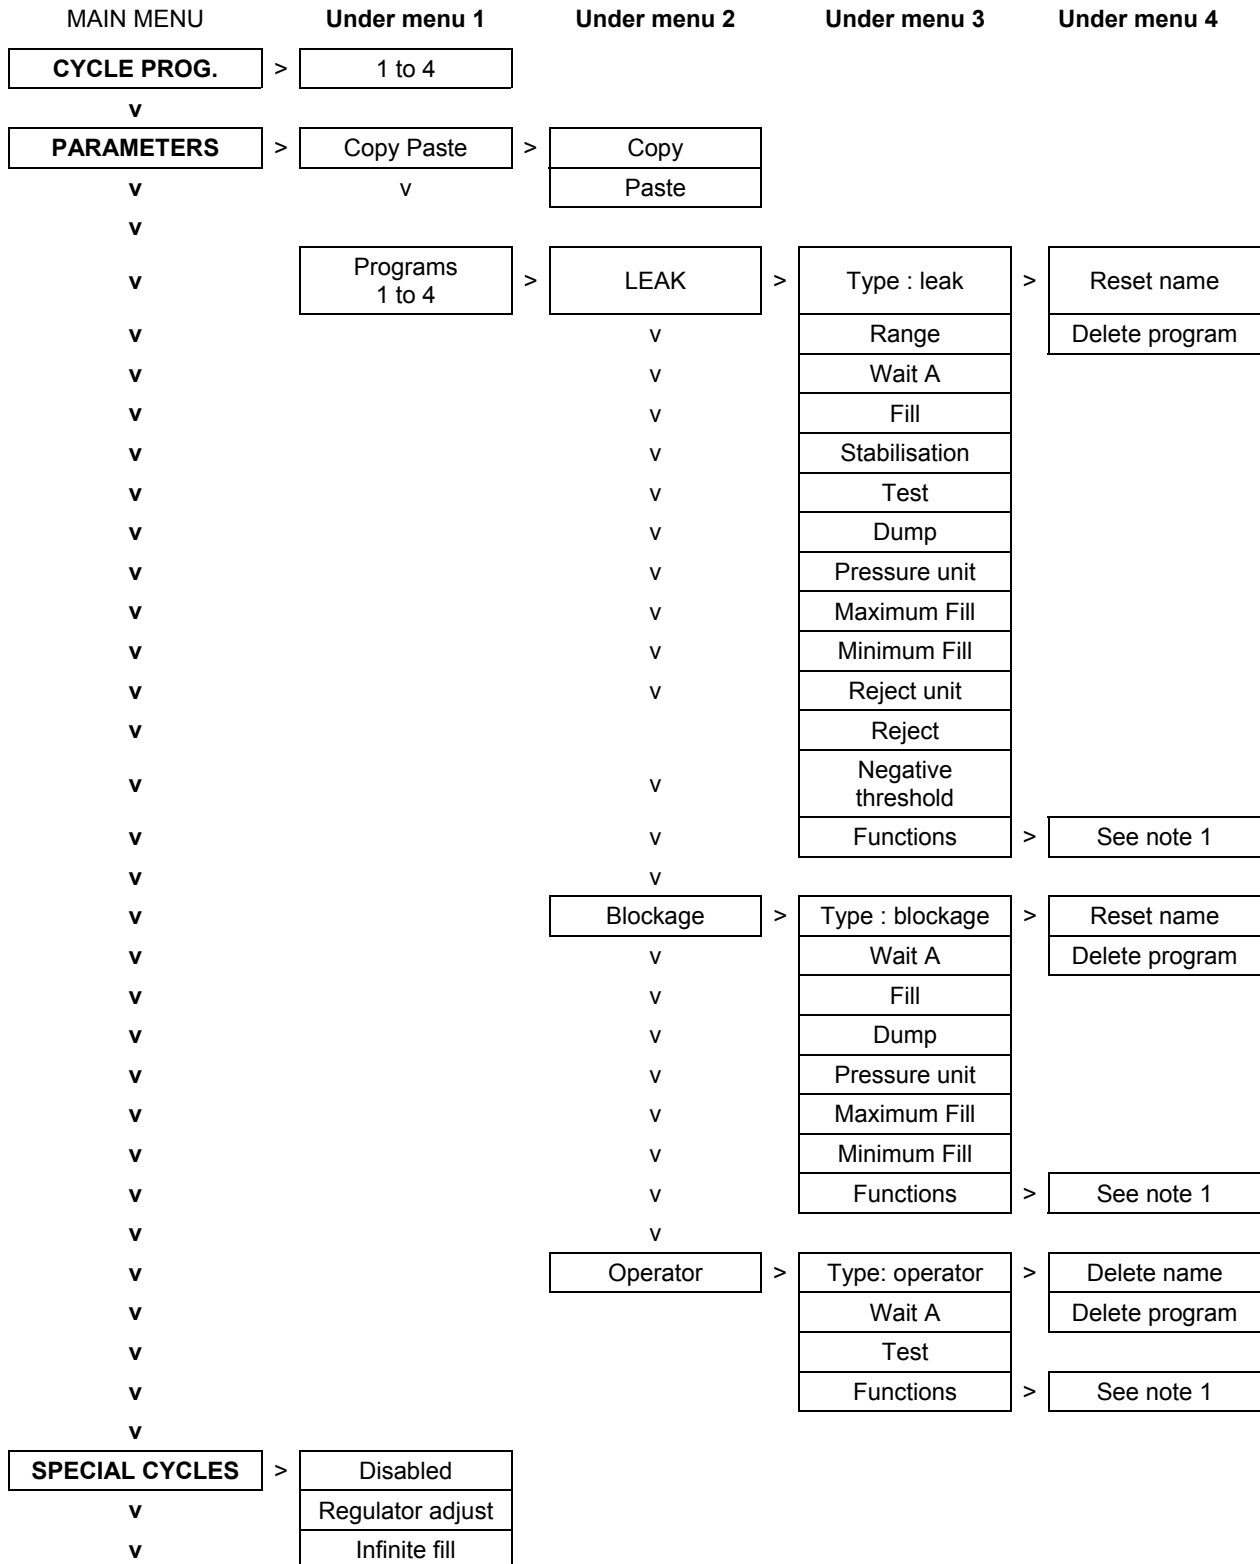 MAIN MENU Under menu 1 Under menu 2 Under menu 3 Under menu 4
CYCLE PROG. > 1 to 4
v
PARAMETERS > Copy Paste > Copy
v v Paste
v
v Programs
1 to 4 > LEAK > Type : leak > Reset name
v v Range Delete program
v v Wait A
v v Fill
v v Stabilisation
v v Test
v v Dump
v v Pressure unit
v v Maximum Fill
v v Minimum Fill
v v Reject unit
v Reject
v v Negative
threshold
v v Functions > See note 1
v v
v Blockage > Type : blockage > Reset name
v v Wait A Delete program
v v Fill
v v Dump
v v Pressure unit
v v Maximum Fill
v v Minimum Fill
v v Functions > See note 1
v v
v Operator > Type: operator > Delete name
v Wait A Delete program
v Test
v Functions > See note 1
v
SPECIAL CYCLES > Disabled
v Regulator adjust
v Infinite fill